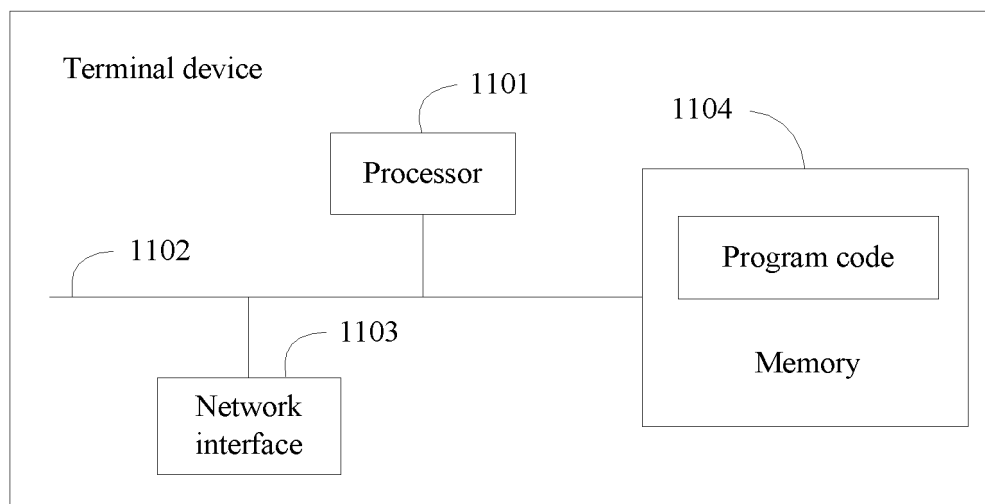 Terminal device
1101
1104
Processor
Program code
1102
1103
Memory
Network
interface